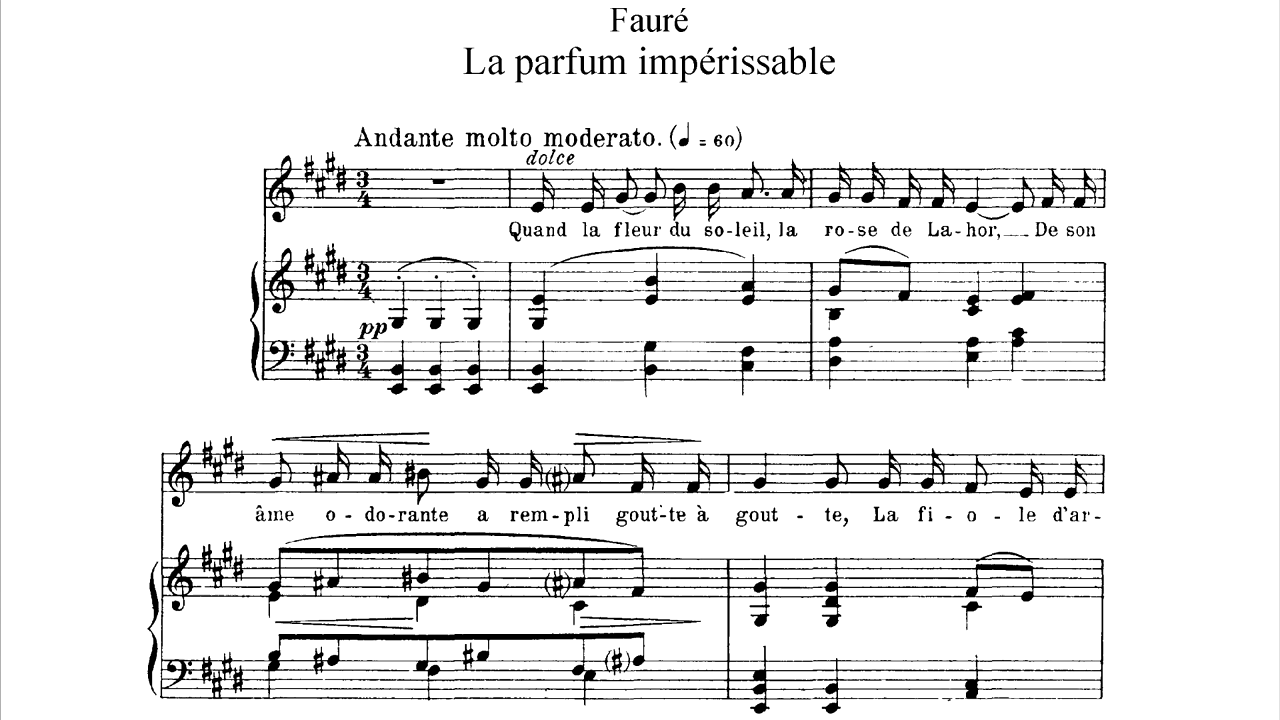 Fauré
La parfum impérissable
Andante molto moderato. (♩ = 60)
dolce
Quand la fleur du so-leil, la ro-se de La-hor, De son
pp
âme o-do-rante a rem-pli gout-te à gout-te, La fi-o-le d'ar-